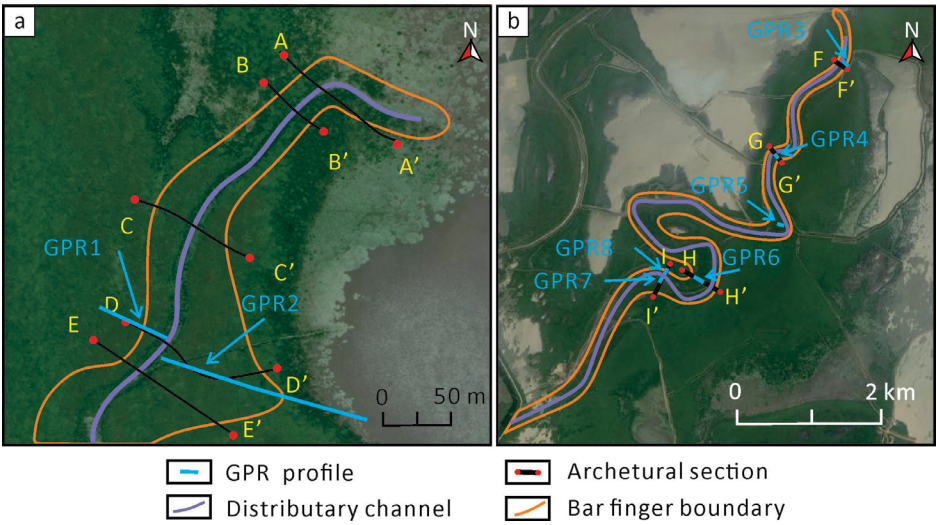 a
A
N
B
B'
A'
C
GPR1
C'
GPR2
D
E
D'
0 50 m
E'
b
GPR3
N
F
F'
G
GPR4
G'
GPR5
GPR8
I
H
GPR6
GPR7
H'
I'
0 2 km
GPR profile
Archetural section
Distributary channel
Bar finger boundary